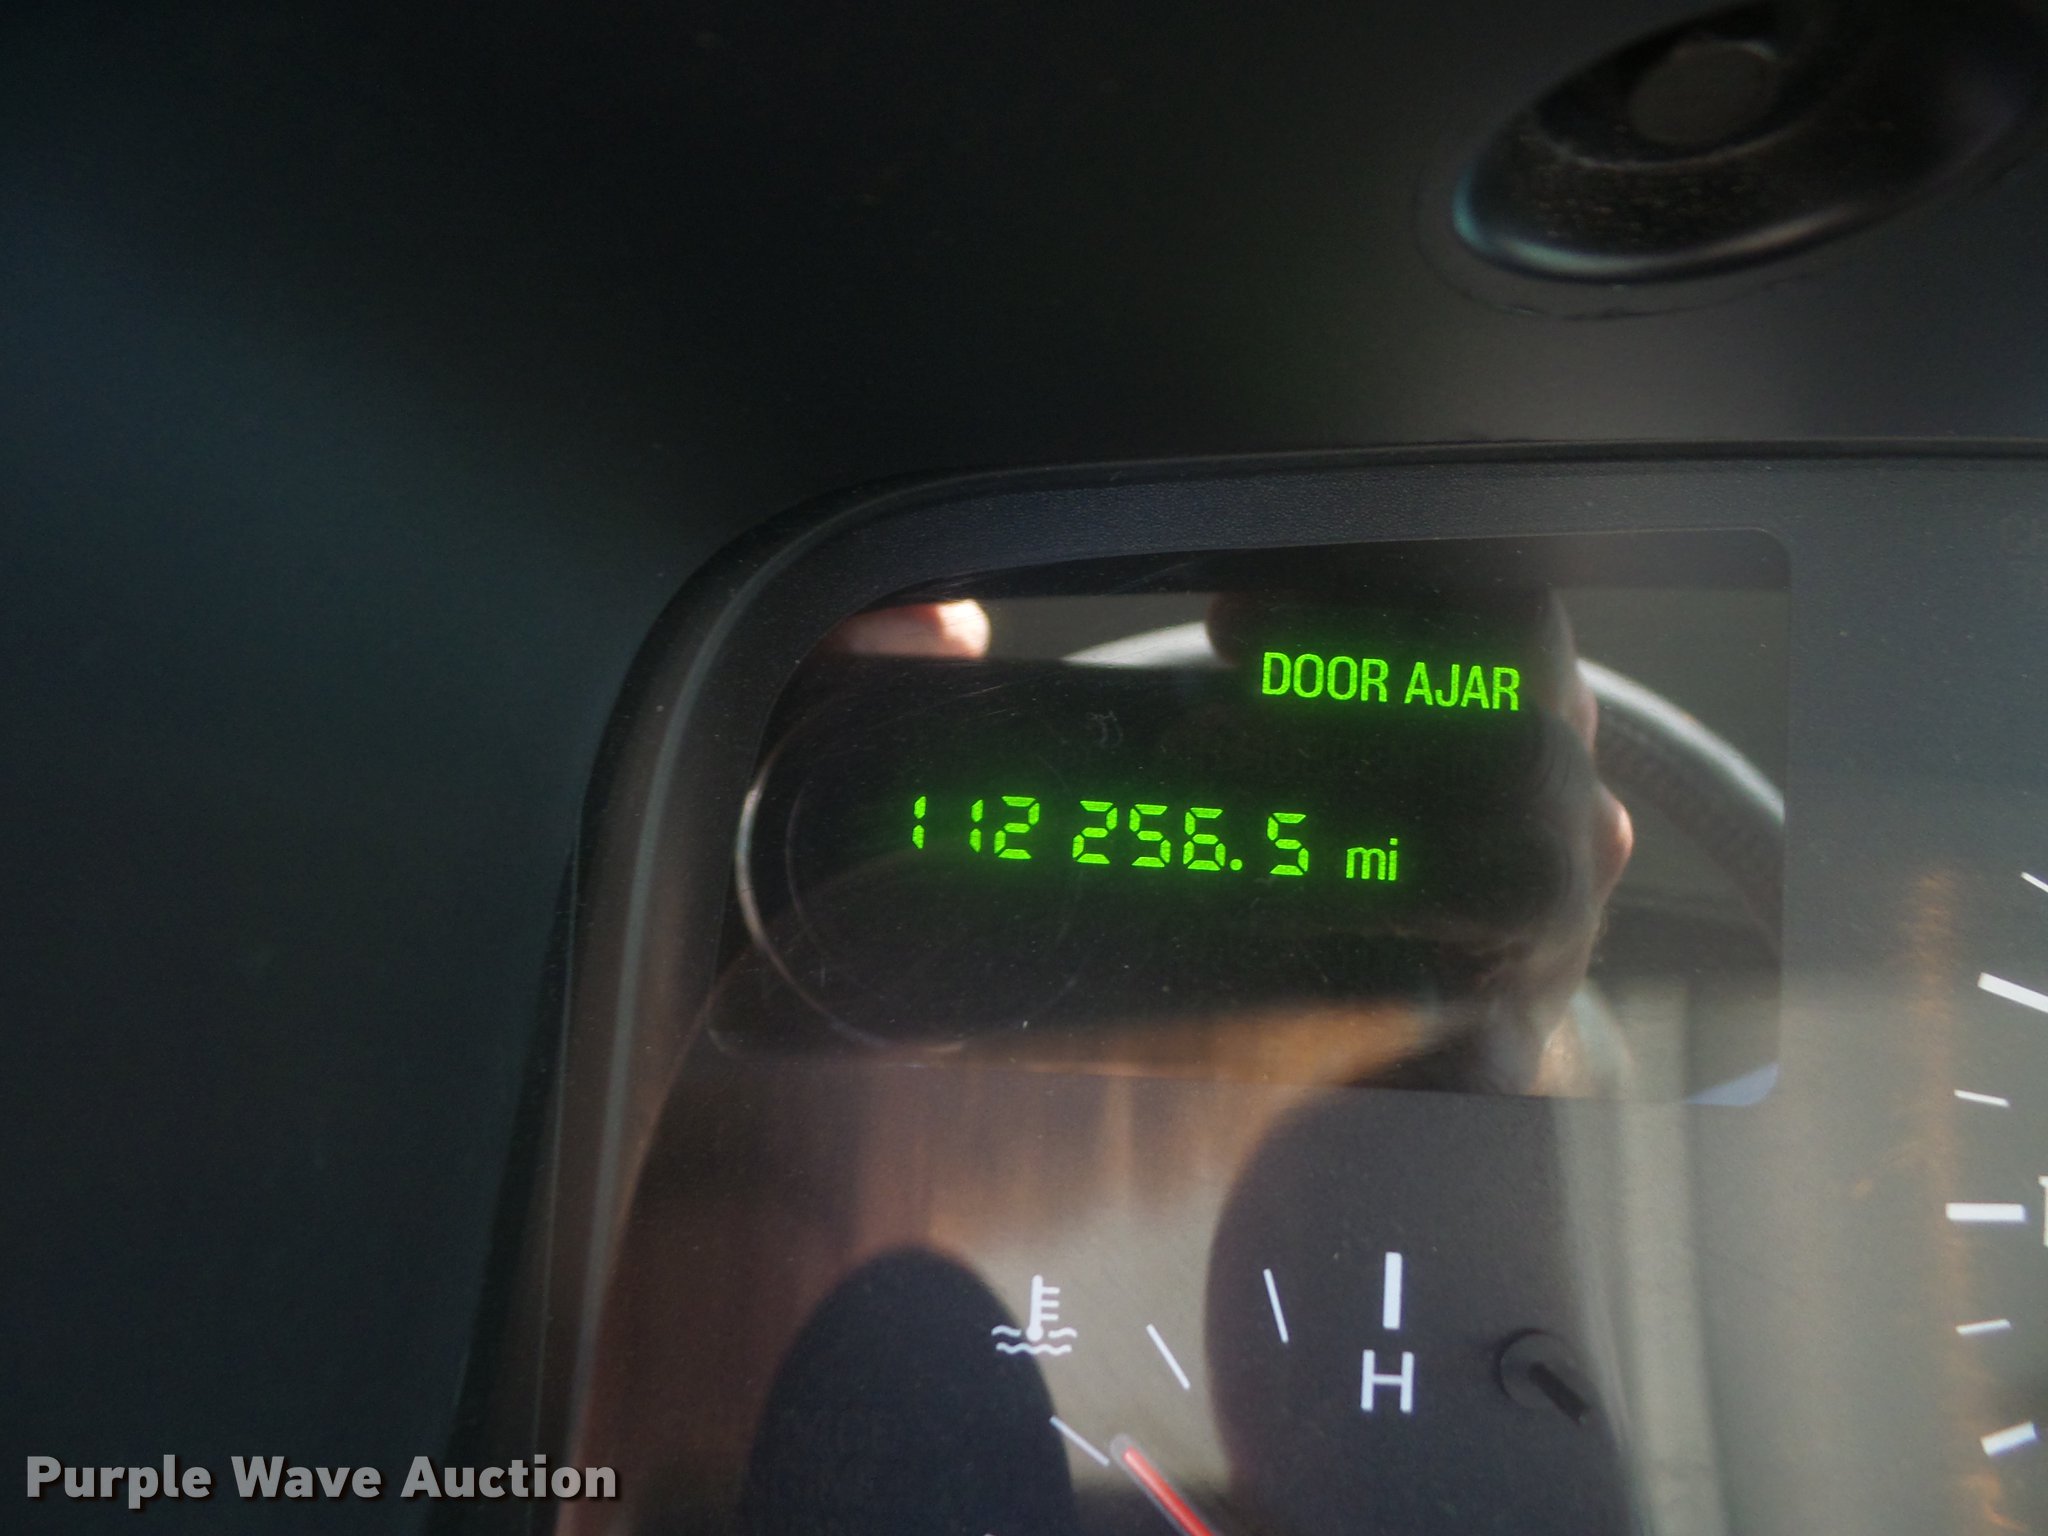 DOOR AJAR
112 256.5 mi
H
Purple Wave Auction